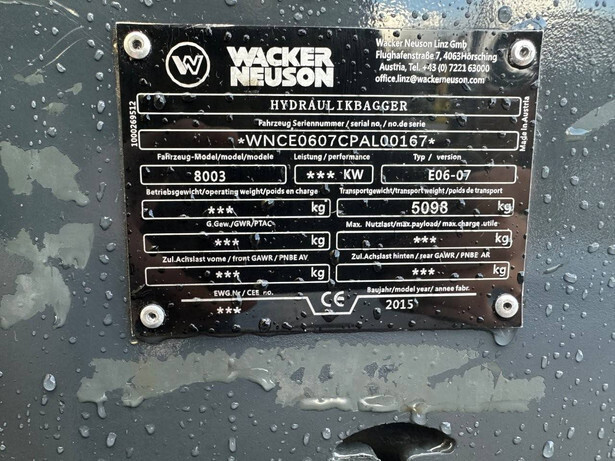 WACKER
NEUSON
Wacker Neuson Linz GmbH
Flughafenstraße 7, 4063 Hörsching
Austria, Tel. +43 (0) 7221 63000
office.linz@wackerneuson.com
1000269512
HYDRAULIKBAGGER
Made in Austria
Fahrzeug Seriennummer / serial no. / no. de serie
*WNCE0607CPAL00167*
Fahrzeug-Model/model/modele Leistung / performance Typ / version
8003 *** KW E06-07
Betriebsgewicht/operating weight/poids en charge Transportgewicht/transport weight/poids de transport
*** kg 5098 kg
G.Gew./GWR/PTAC Max. Nutzlast/max.payload/max.charge utile
*** kg *** kg
Zul.Achslast vorne / front GAWR / PNBE AV Zul.Achslast hinten / rear GAWR / PNBE AR
*** kg *** kg
EWG.Nr./ CEE no. CE Baujahr/model year/ annee fabr.
*** 2015